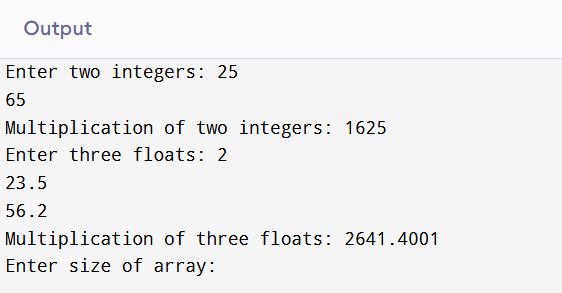 Output
Enter two integers: 25
65
Multiplication of two integers: 1625
Enter three floats: 2
23.5
56.2
Multiplication of three floats: 2641.4001
Enter size of array: